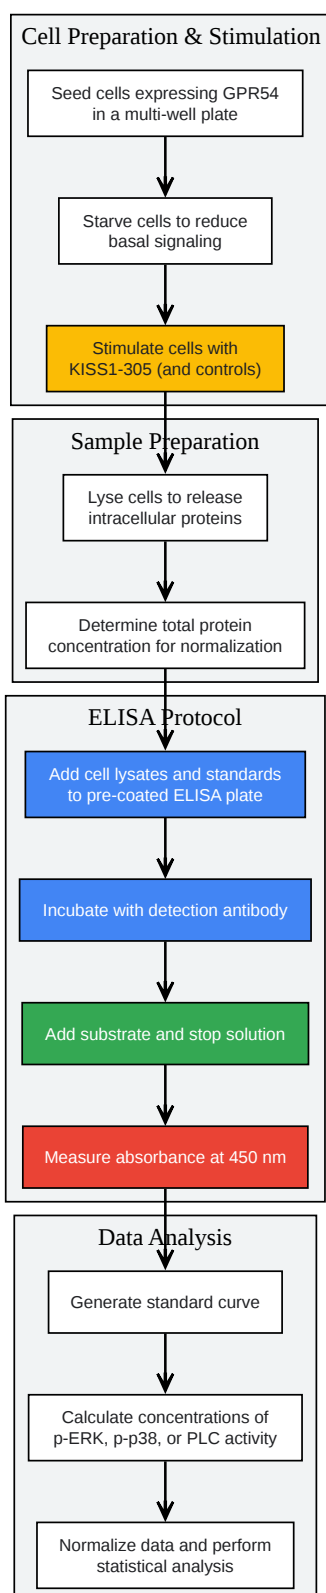 Cell Preparation & Stimulation
Seed cells expressing GPR54
in a multi-well plate
Starve cells to reduce
basal signaling
Stimulate cells with
KISS1-305 (and controls)
Sample Preparation
Lyse cells to release
intracellular proteins
Determine total protein
concentration for normalization
ELISA Protocol
Add cell lysates and standards
to pre-coated ELISA plate
Incubate with detection antibody
Add substrate and stop solution
Measure absorbance at 450 nm
Data Analysis
Generate standard curve
Calculate concentrations of
p-ERK, p-p38, or PLC activity
Normalize data and perform
statistical analysis